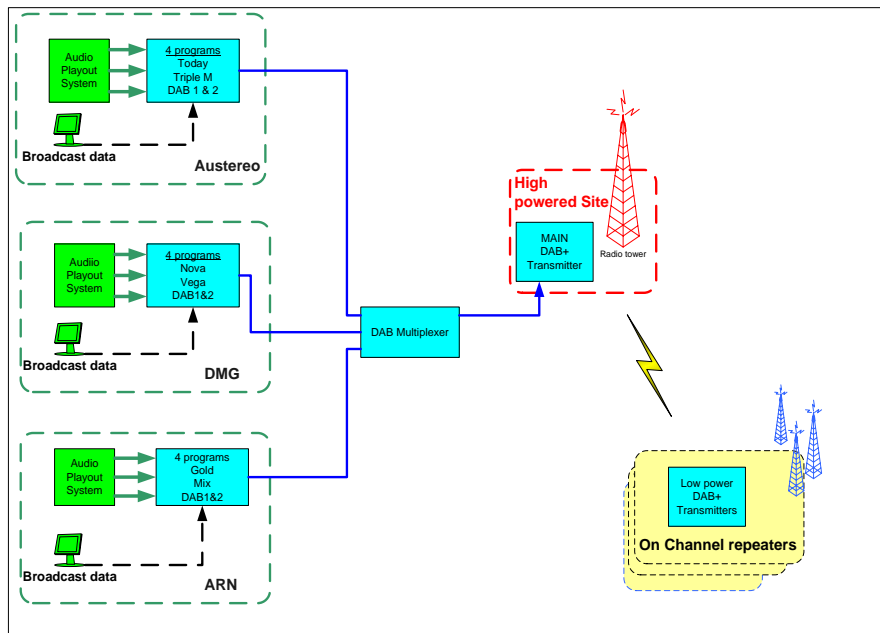 Audio
Playout
System
4 programs
Today
Triple M
DAB 1 & 2
Broadcast data
Austereo
Audiio
Playout
System
4 programs
Nova
Vega
DAB1&2
Broadcast data
DMG
Audio
Playout
System
4 programs
Gold
Mix
DAB1&2
Broadcast data
ARN
DAB Multiplexer
High
powered Site
MAIN
DAB+
Transmitter
Radio tower
Low power
DAB+
Transmitters
On Channel repeaters